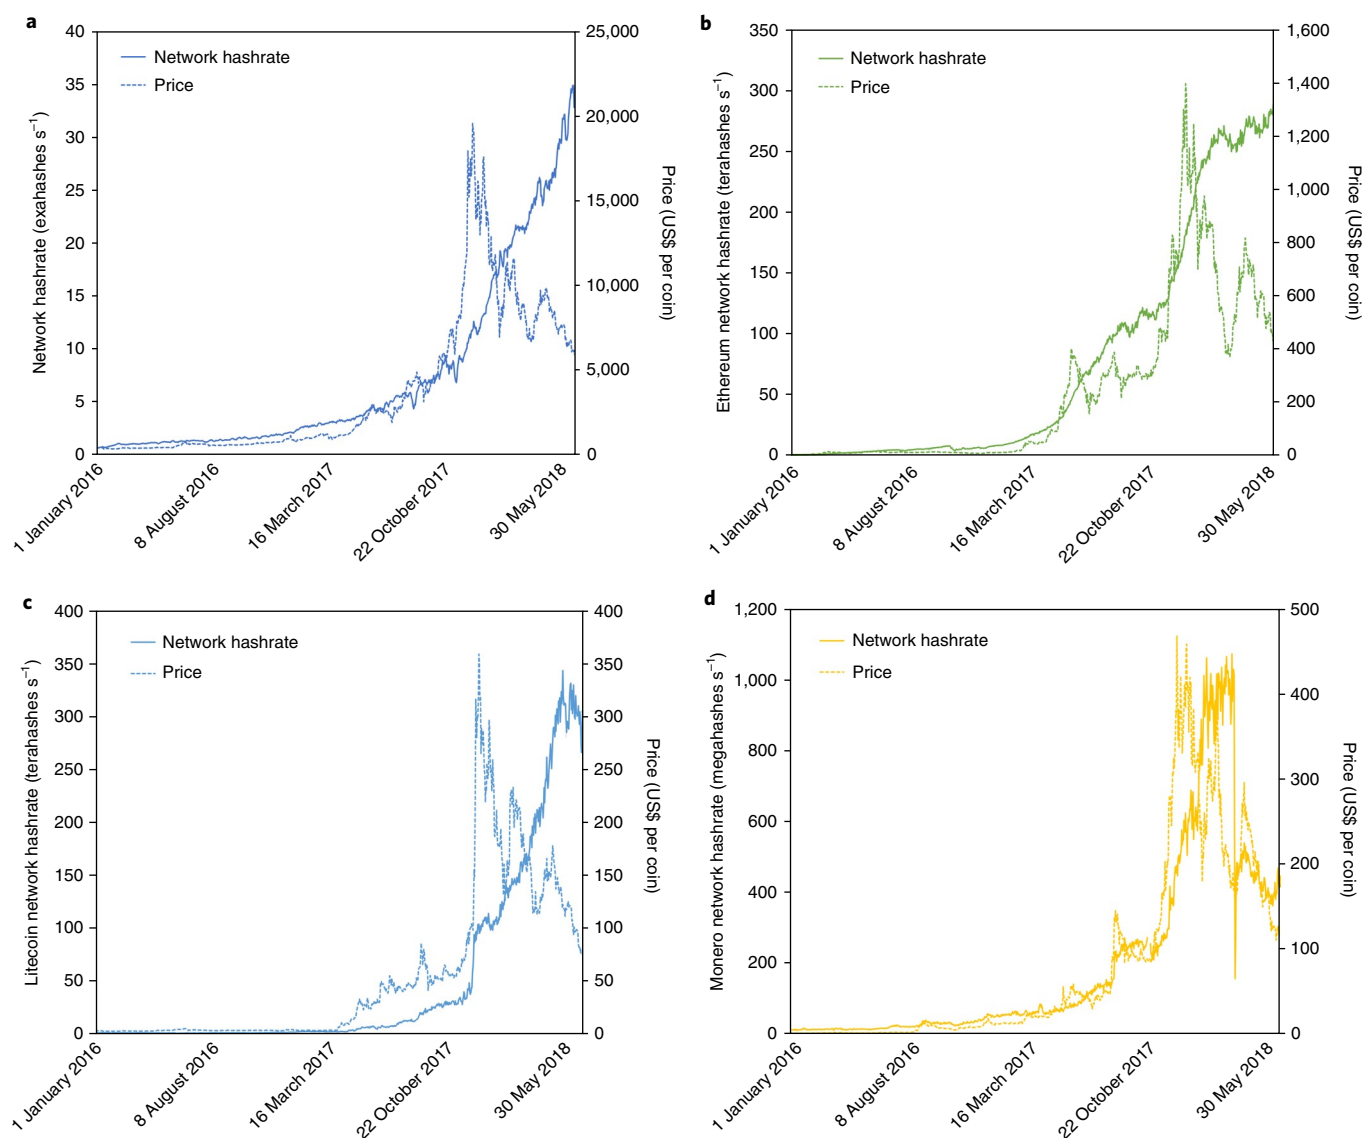 a
Network hashrate (exahashes s⁻¹)
40
35
30
25
20
15
10
5
0
Network hashrate
Price
25,000
20,000
15,000
10,000
5,000
0
Price (US$ per coin)
1 January 2016
8 August 2016
16 March 2017
22 October 2017
30 May 2018
b
Ethereum network hashrate (terahashes s⁻¹)
350
300
250
200
150
100
50
0
Network hashrate
Price
1,600
1,400
1,200
1,000
800
600
400
200
0
Price (US$ per coin)
1 January 2016
8 August 2016
16 March 2017
22 October 2017
30 May 2018
c
Litecoin network hashrate (terahashes s⁻¹)
400
350
300
250
200
150
100
50
0
Network hashrate
Price
400
350
300
250
200
150
100
50
0
Price (US$ per coin)
1 January 2016
8 August 2016
16 March 2017
22 October 2017
30 May 2018
d
Monero network hashrate (megahashes s⁻¹)
1,200
1,000
800
600
400
200
0
Network hashrate
Price
500
400
300
200
100
0
Price (US$ per coin)
1 January 2016
8 August 2016
16 March 2017
22 October 2017
30 May 2018